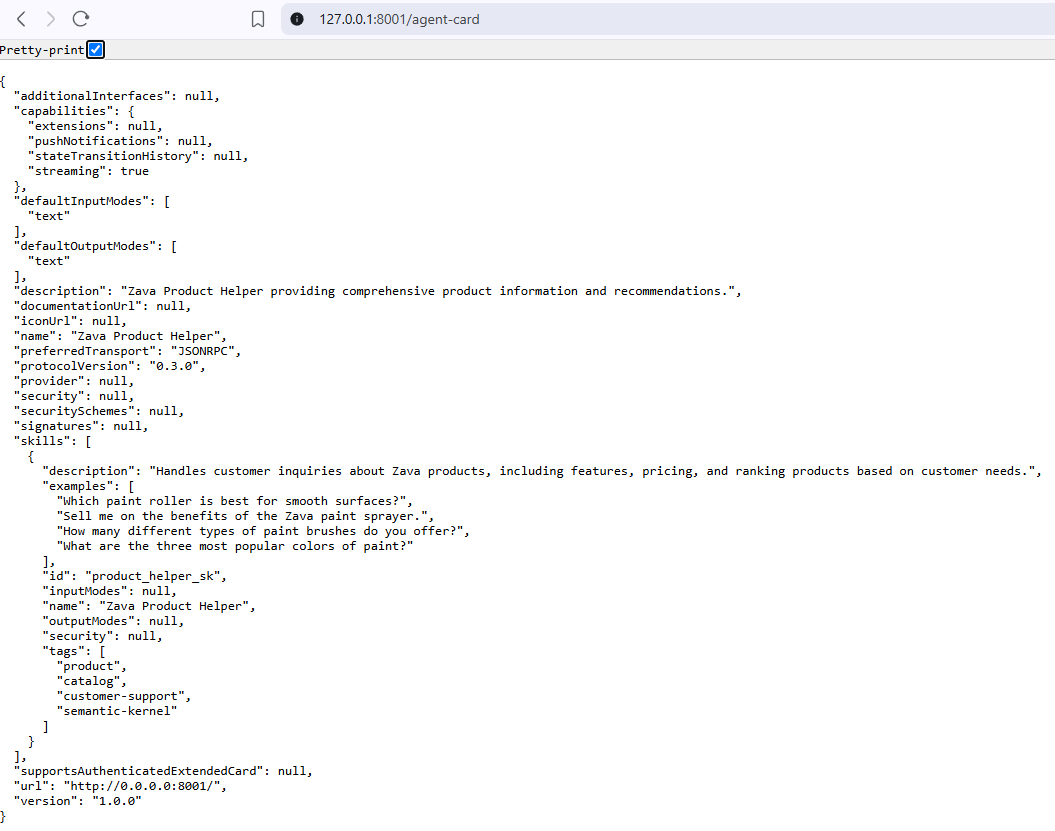 127.0.0.1:8001/agent-card
Pretty-print
{
  "additionalInterfaces": null,
  "capabilities": {
    "extensions": null,
    "pushNotifications": null,
    "stateTransitionHistory": null,
    "streaming": true
  },
  "defaultInputModes": [
    "text"
  ],
  "defaultOutputModes": [
    "text"
  ],
  "description": "Zava Product Helper providing comprehensive product information and recommendations.",
  "documentationUrl": null,
  "iconUrl": null,
  "name": "Zava Product Helper",
  "preferredTransport": "JSONRPC",
  "protocolVersion": "0.3.0",
  "provider": null,
  "security": null,
  "securitySchemes": null,
  "signatures": null,
  "skills": [
    {
      "description": "Handles customer inquiries about Zava products, including features, pricing, and ranking products based on customer needs.",
      "examples": [
        "Which paint roller is best for smooth surfaces?",
        "Sell me on the benefits of the Zava paint sprayer.",
        "How many different types of paint brushes do you offer?",
        "What are the three most popular colors of paint?"
      ],
      "id": "product_helper_sk",
      "inputModes": null,
      "name": "Zava Product Helper",
      "outputModes": null,
      "security": null,
      "tags": [
        "product",
        "catalog",
        "customer-support",
        "semantic-kernel"
      ]
    }
  ],
  "supportsAuthenticatedExtendedCard": null,
  "url": "http://0.0.0.0:8001/",
  "version": "1.0.0"
}